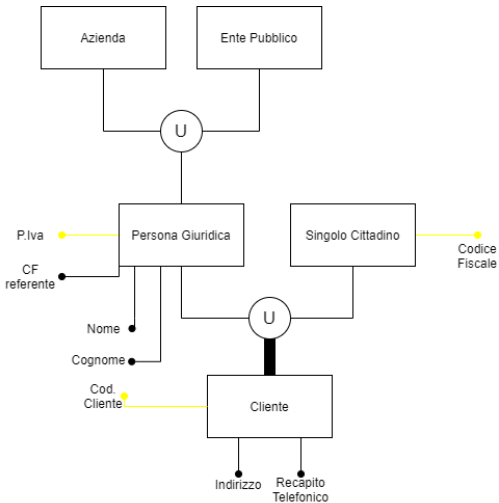 Azienda
Ente Pubblico
U
P.Iva
Persona Giuridica
Singolo Cittadino
Codice
Fiscale
CF
referente
Nome
U
Cognome
Cod.
Cliente
Cliente
Indirizzo
Recapito
Telefonico